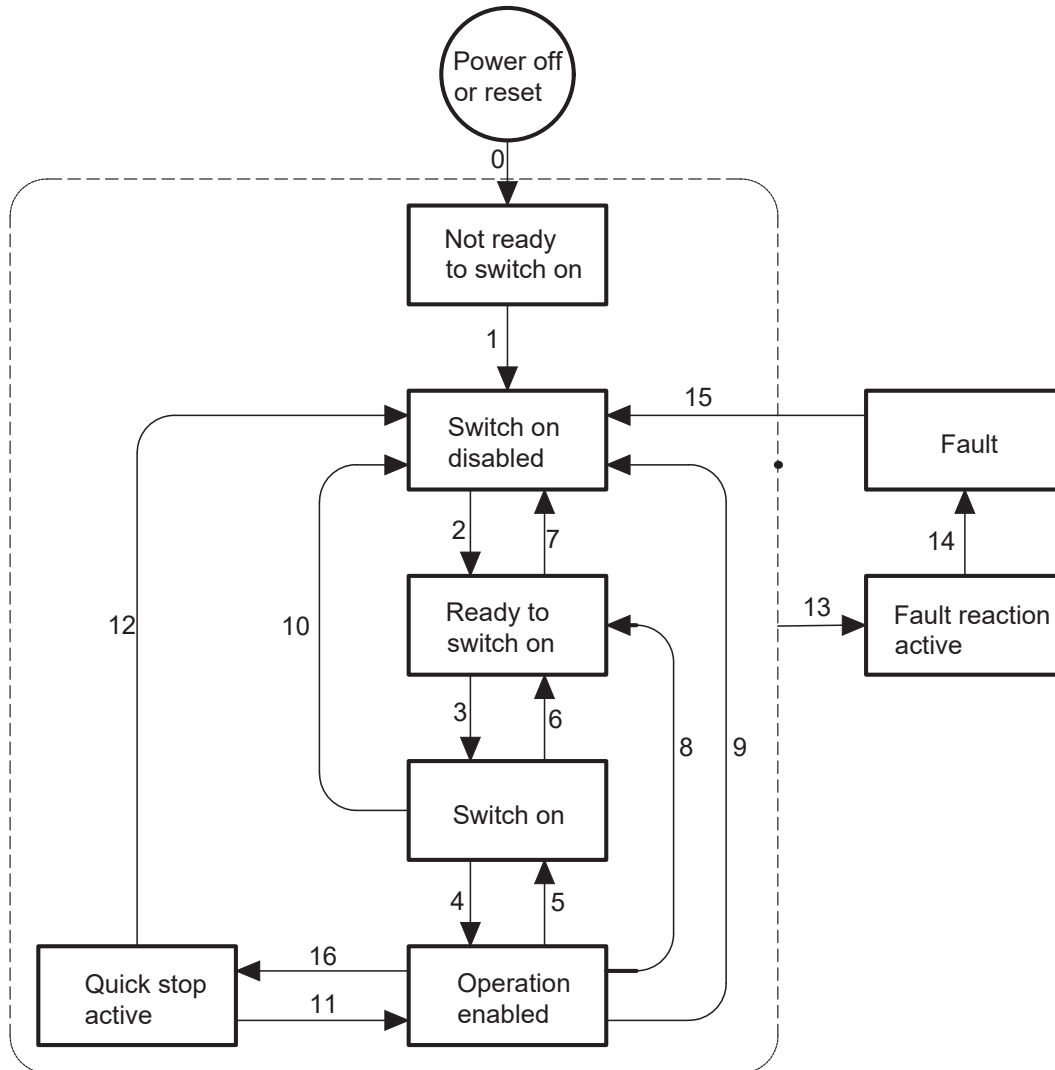 Power off
or reset
0
Not ready
to switch on
1
15
Switch on
disabled
Fault
2
7
14
Ready to
switch on
13
Fault reaction
active
12
10
3
6
8
9
Switch on
4
5
16
Quick stop
active
Operation
enabled
11